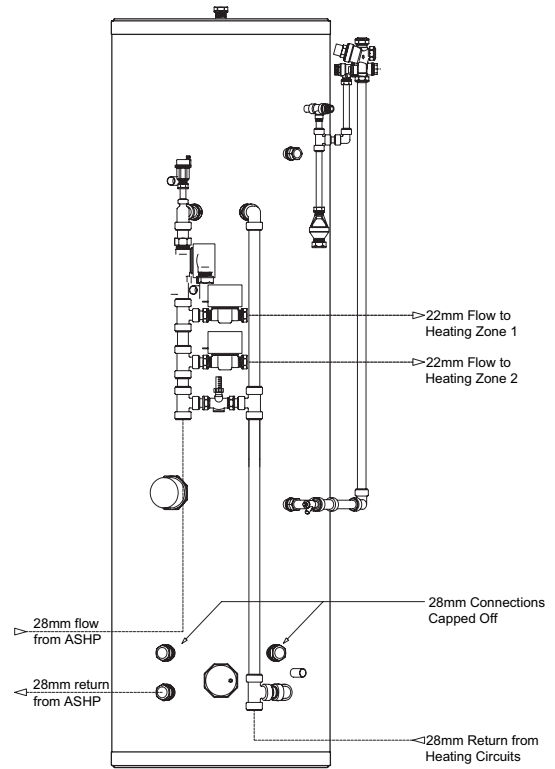 22mm Flow to
Heating Zone 1
22mm Flow to
Heating Zone 2
28mm flow
from ASHP
28mm Connections
Capped Off
28mm return
from ASHP
28mm Return from
Heating Circuits